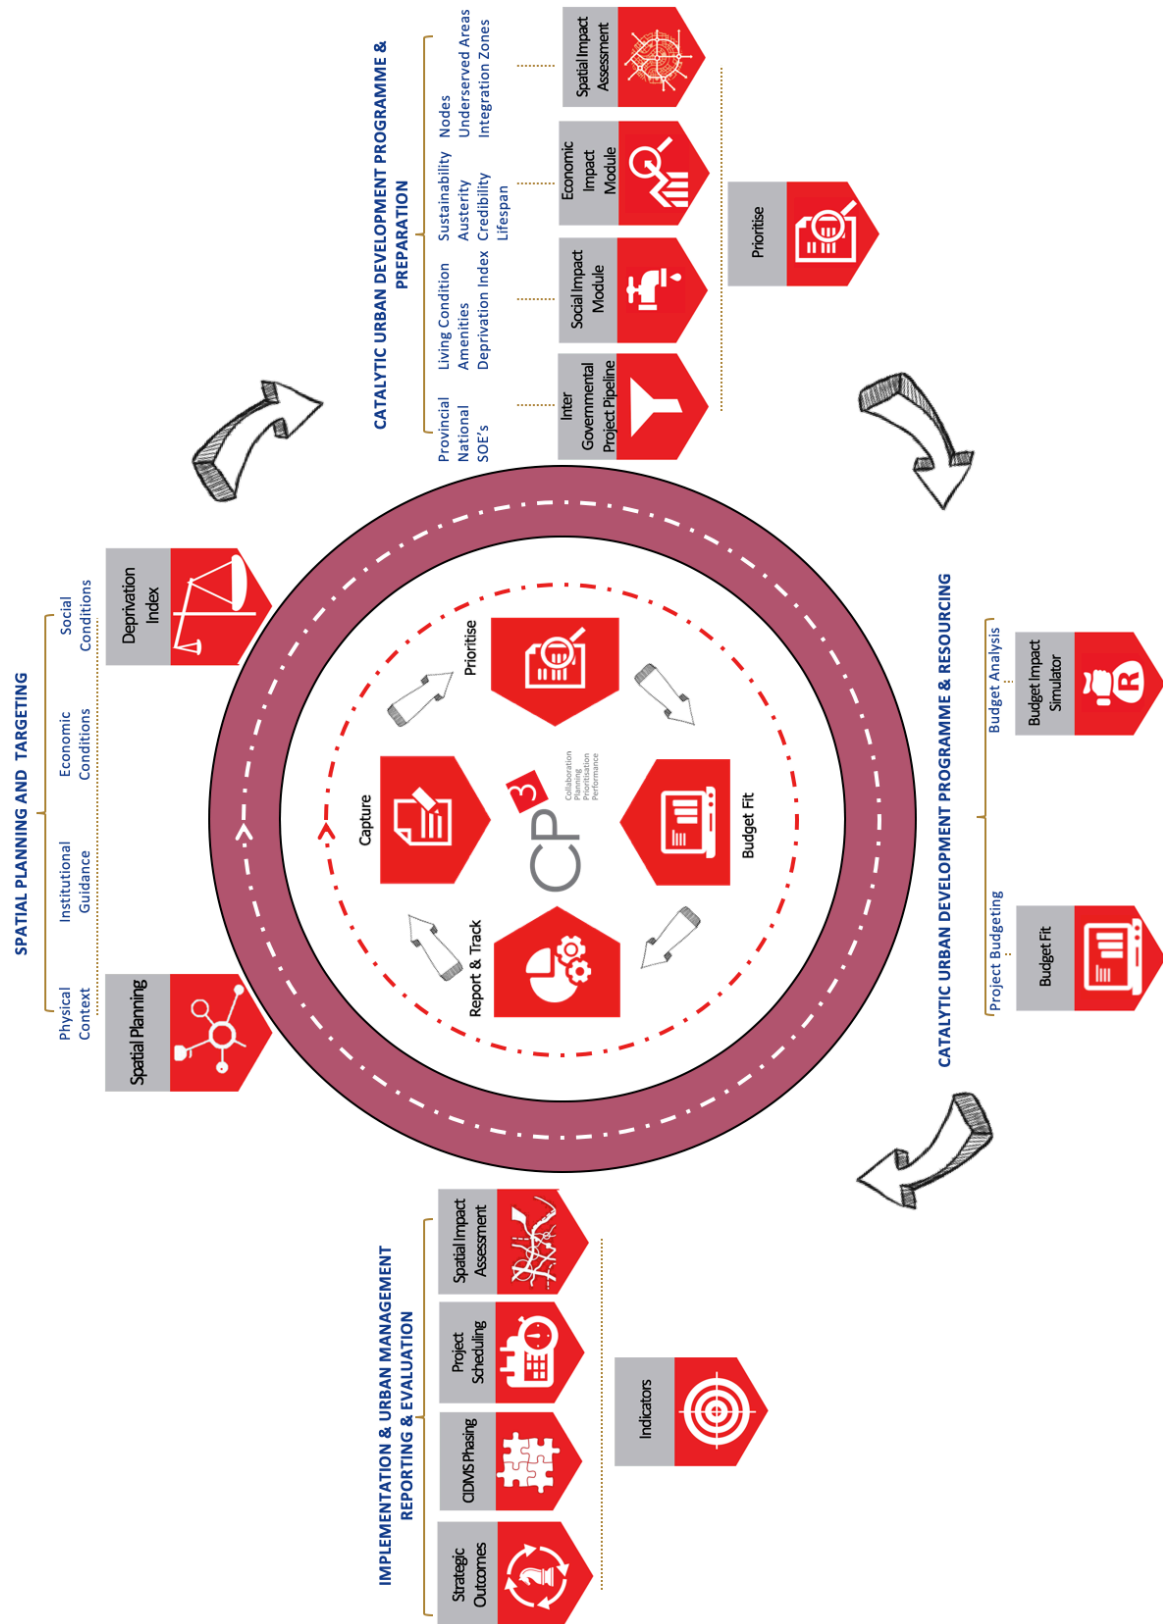 SPATIAL PLANNING AND TARGETING
Physical
Context
Institutional
Guidance
Economic
Conditions
Social
Conditions
Spatial Planning
Deprivation
Index
CATALYTIC URBAN DEVELOPMENT PROGRAMME &
PREPARATION
Provincial
National
SOE's
Living Condition
Amenities
Deprivation Index
Sustainability
Austerity
Credibility
Lifespan
Nodes
Underserved Areas
Integration Zones
Inter
Governmental
Project Pipeline
Social Impact
Module
Economic
Impact
Module
Spatial Impact
Assessment
Prioritise
IMPLEMENTATION & URBAN MANAGEMENT
REPORTING & EVALUATION
Strategic
Outcomes
CIDMS Phasing
Project
Scheduling
Spatial Impact
Assessment
Indicators
Capture
Report & Track
Prioritise
Budget Fit
CP3
Collaboration
Planning
Prioritisation
Performance
CATALYTIC URBAN DEVELOPMENT PROGRAMME & RESOURCING
Project Budgeting
Budget Analysis
Budget Fit
Budget Impact
Simulator
R